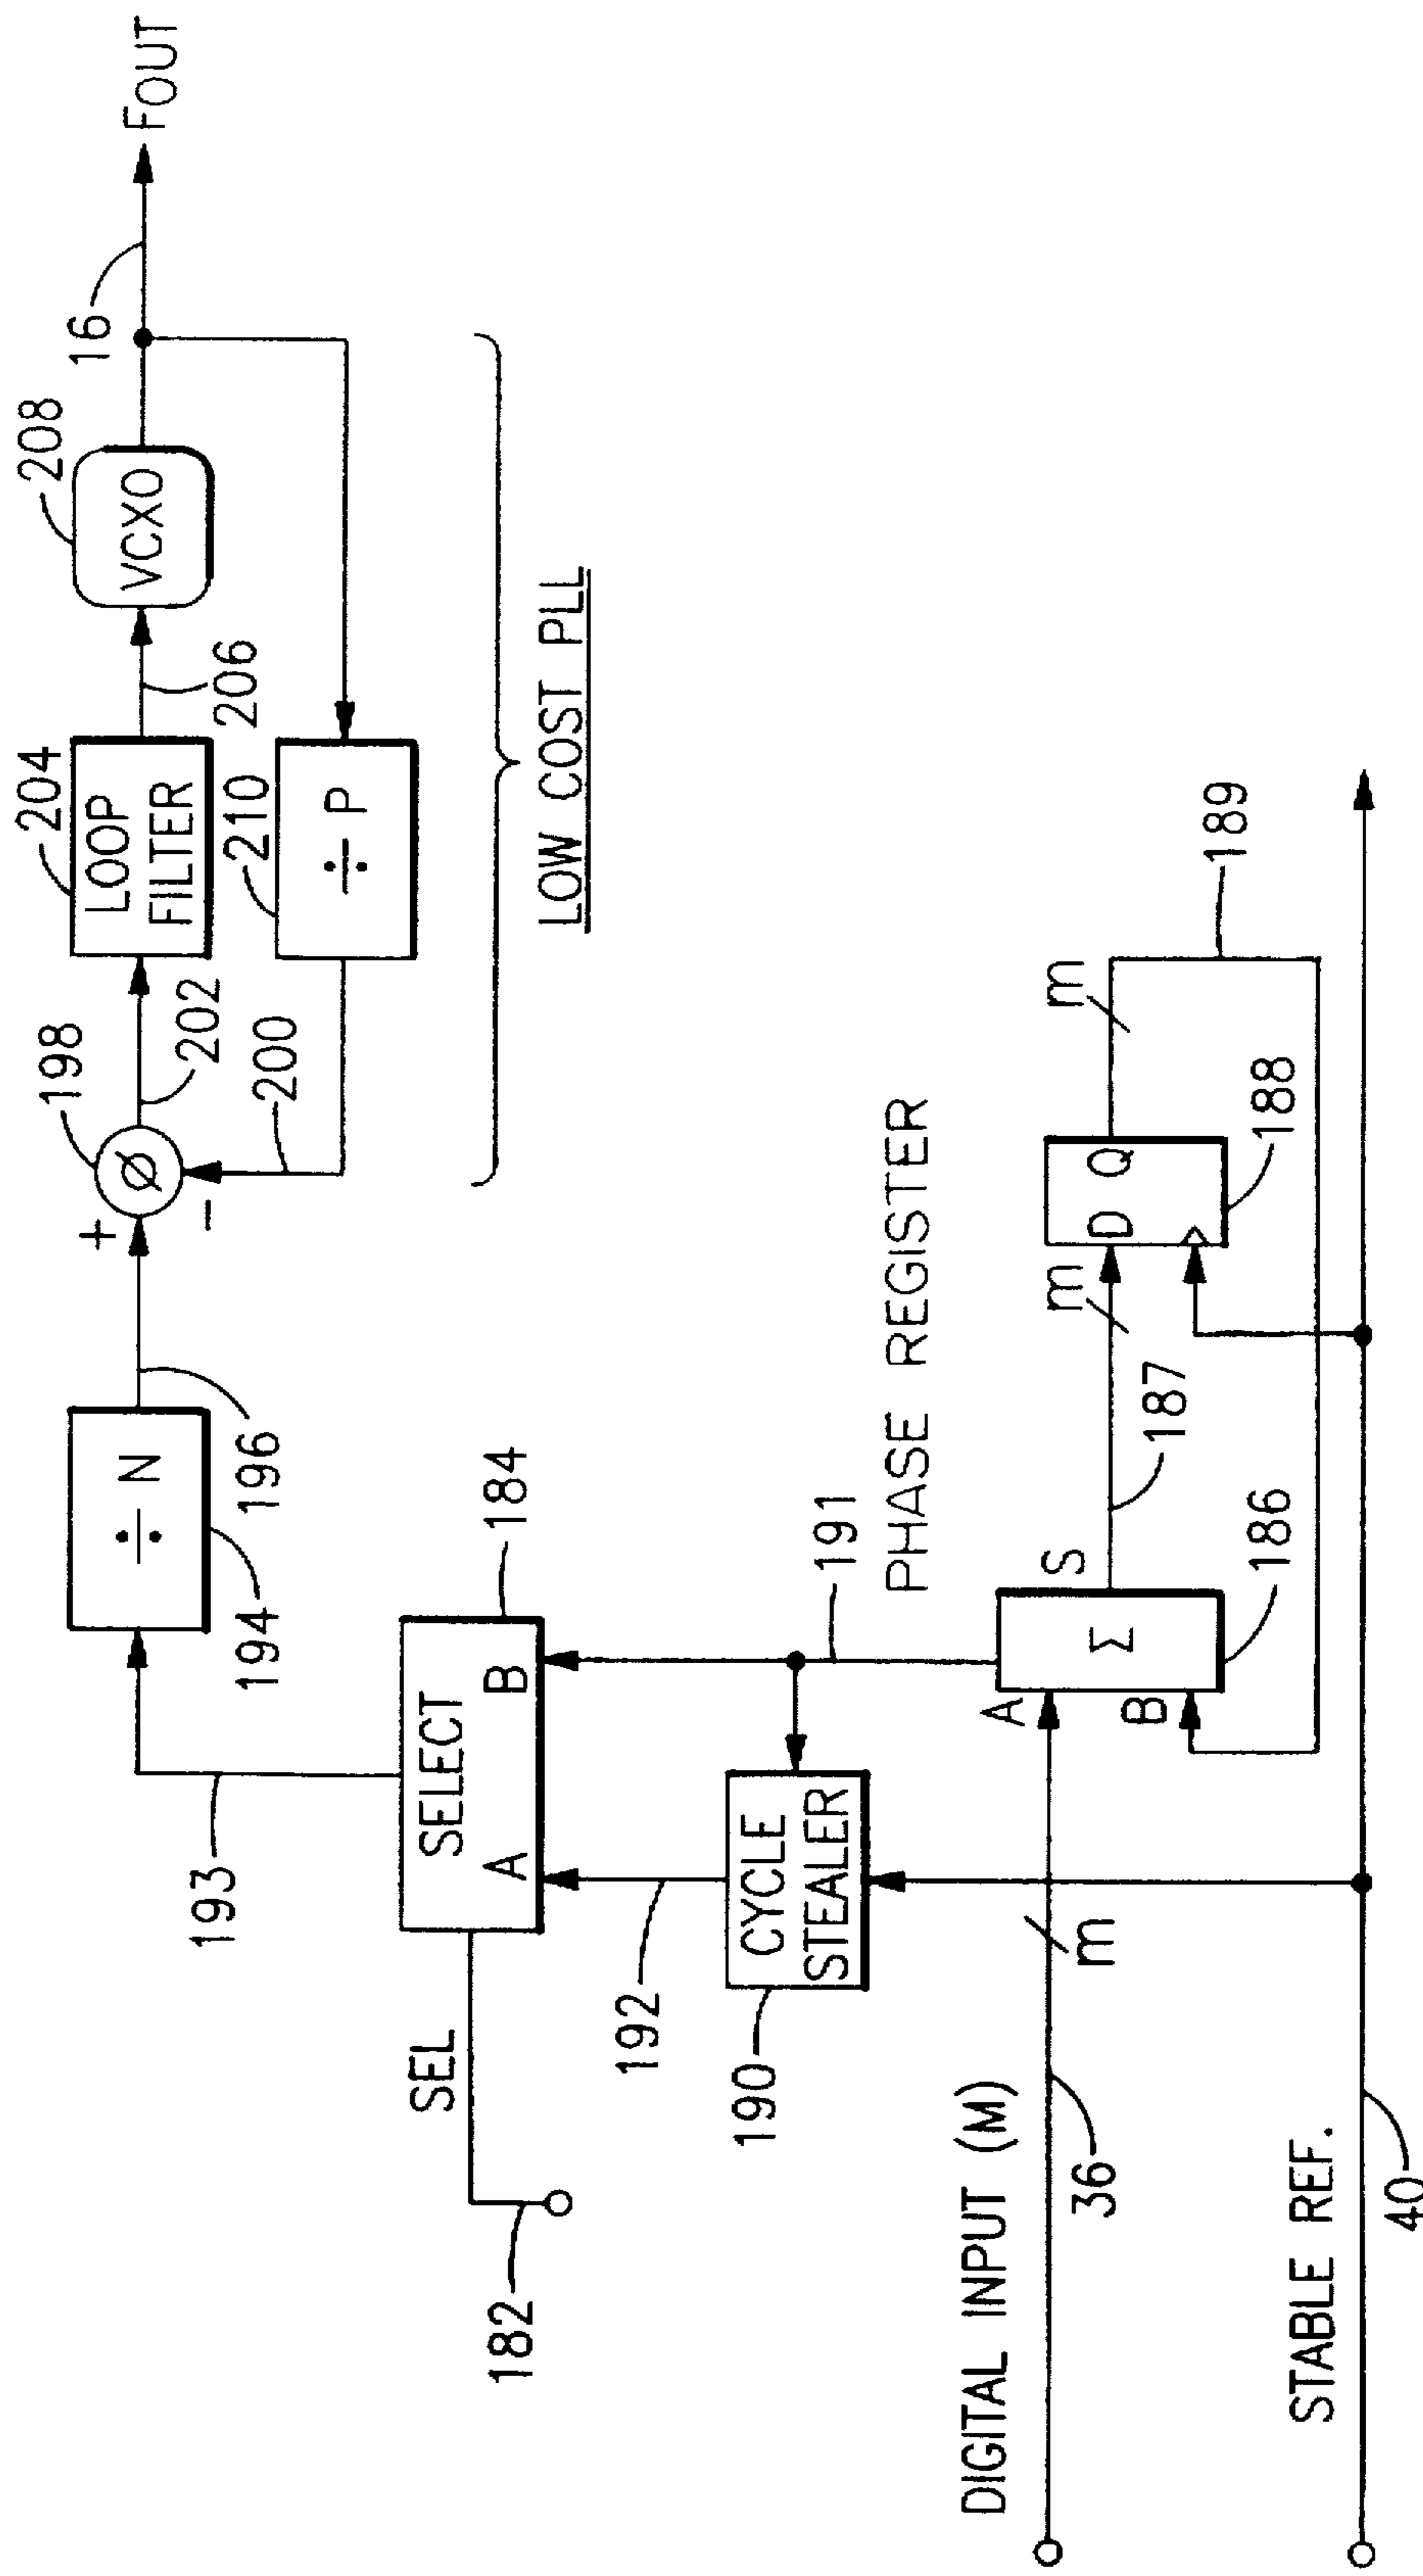 16
FOUT
208
VCXO
206
204
LOOP
FILTER
210
÷ P
202
198
Ø
+
−
200
LOW COST PLL
÷ N
196
194
193
184
SELECT
A
B
SEL
182
192
191
CYCLE
STEALER
190
PHASE REGISTER
DIGITAL INPUT (M)
36
m
A
B
Σ
S
186
187
m
D Q
188
m
189
STABLE REF.
40